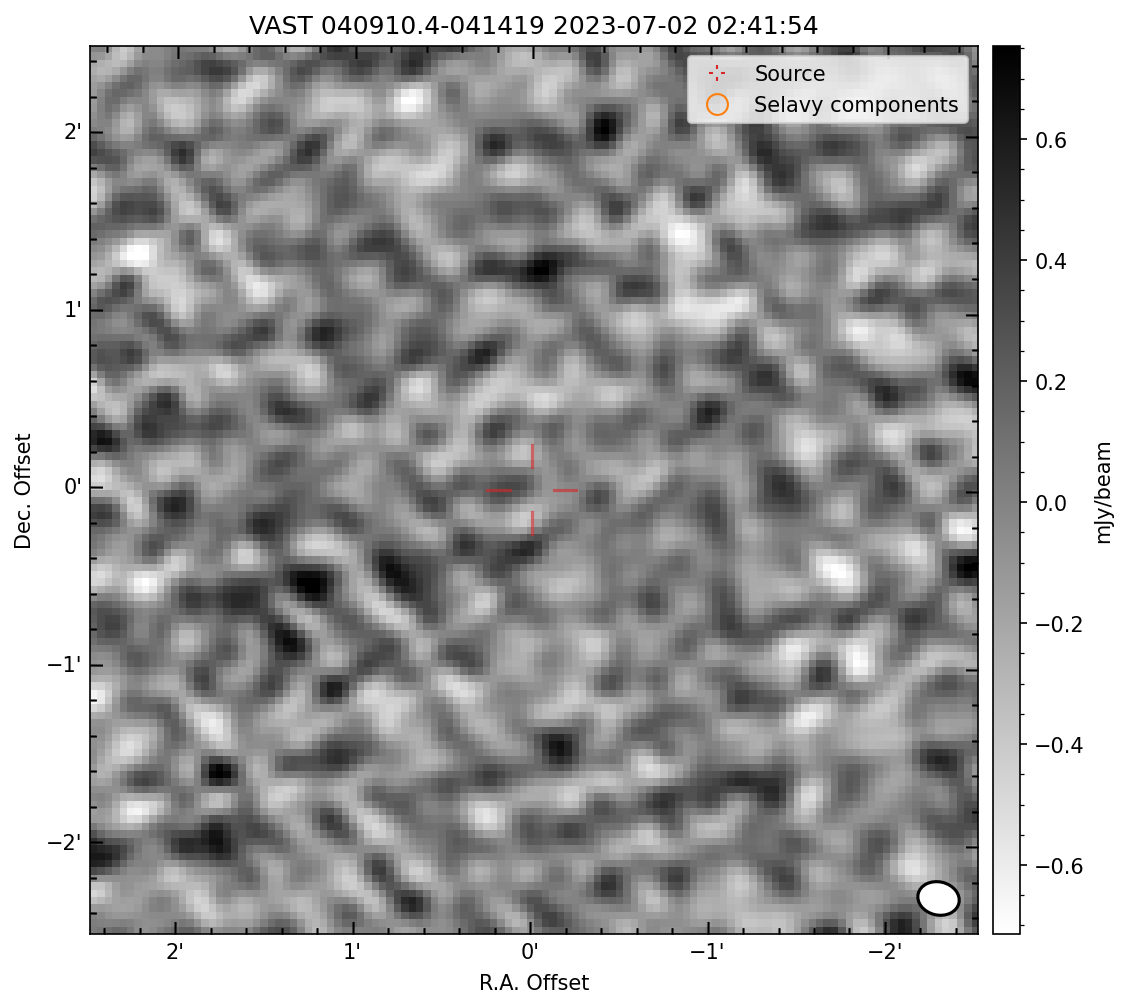 VAST 040910.4-041419 2023-07-02 02:41:54
Source
Selavy components
2'
1'
0'
−1'
−2'
Dec. Offset
2'
1'
0'
−1'
−2'
R.A. Offset
0.6
0.4
0.2
0.0
−0.2
−0.4
−0.6
mJy/beam